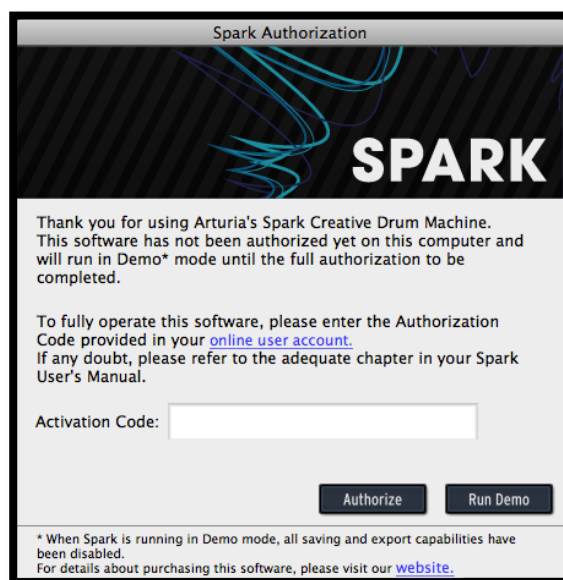 Spark Authorization
SPARK
Thank you for using Arturia's Spark Creative Drum Machine.
This software has not been authorized yet on this computer and
will run in Demo* mode until the full authorization to be
completed.
To fully operate this software, please enter the Authorization
Code provided in your online user account.
If any doubt, please refer to the adequate chapter in your Spark
User's Manual.
Activation Code:
Authorize Run Demo
* When Spark is running in Demo mode, all saving and export capabilities have
been disabled.
For details about purchasing this software, please visit our website.